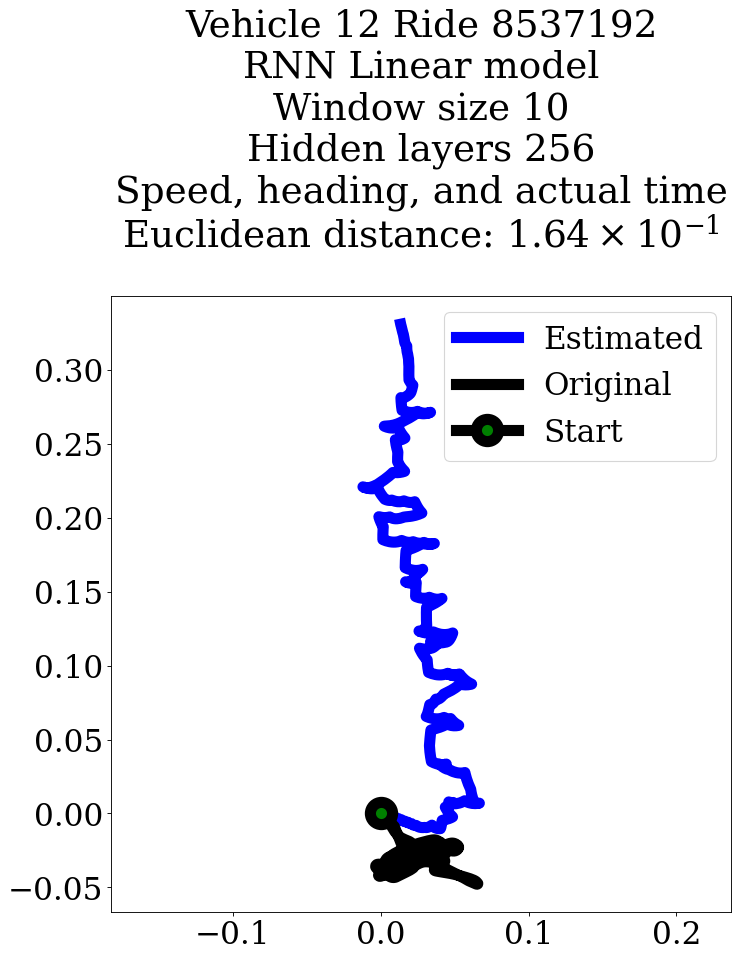 Vehicle 12 Ride 8537192
RNN Linear model
Window size 10
Hidden layers 256
Speed, heading, and actual time
Euclidean distance: 1.64 × 10⁻¹
Estimated
Original
Start
0.30
0.25
0.20
0.15
0.10
0.05
0.00
−0.05
−0.1 0.0 0.1 0.2